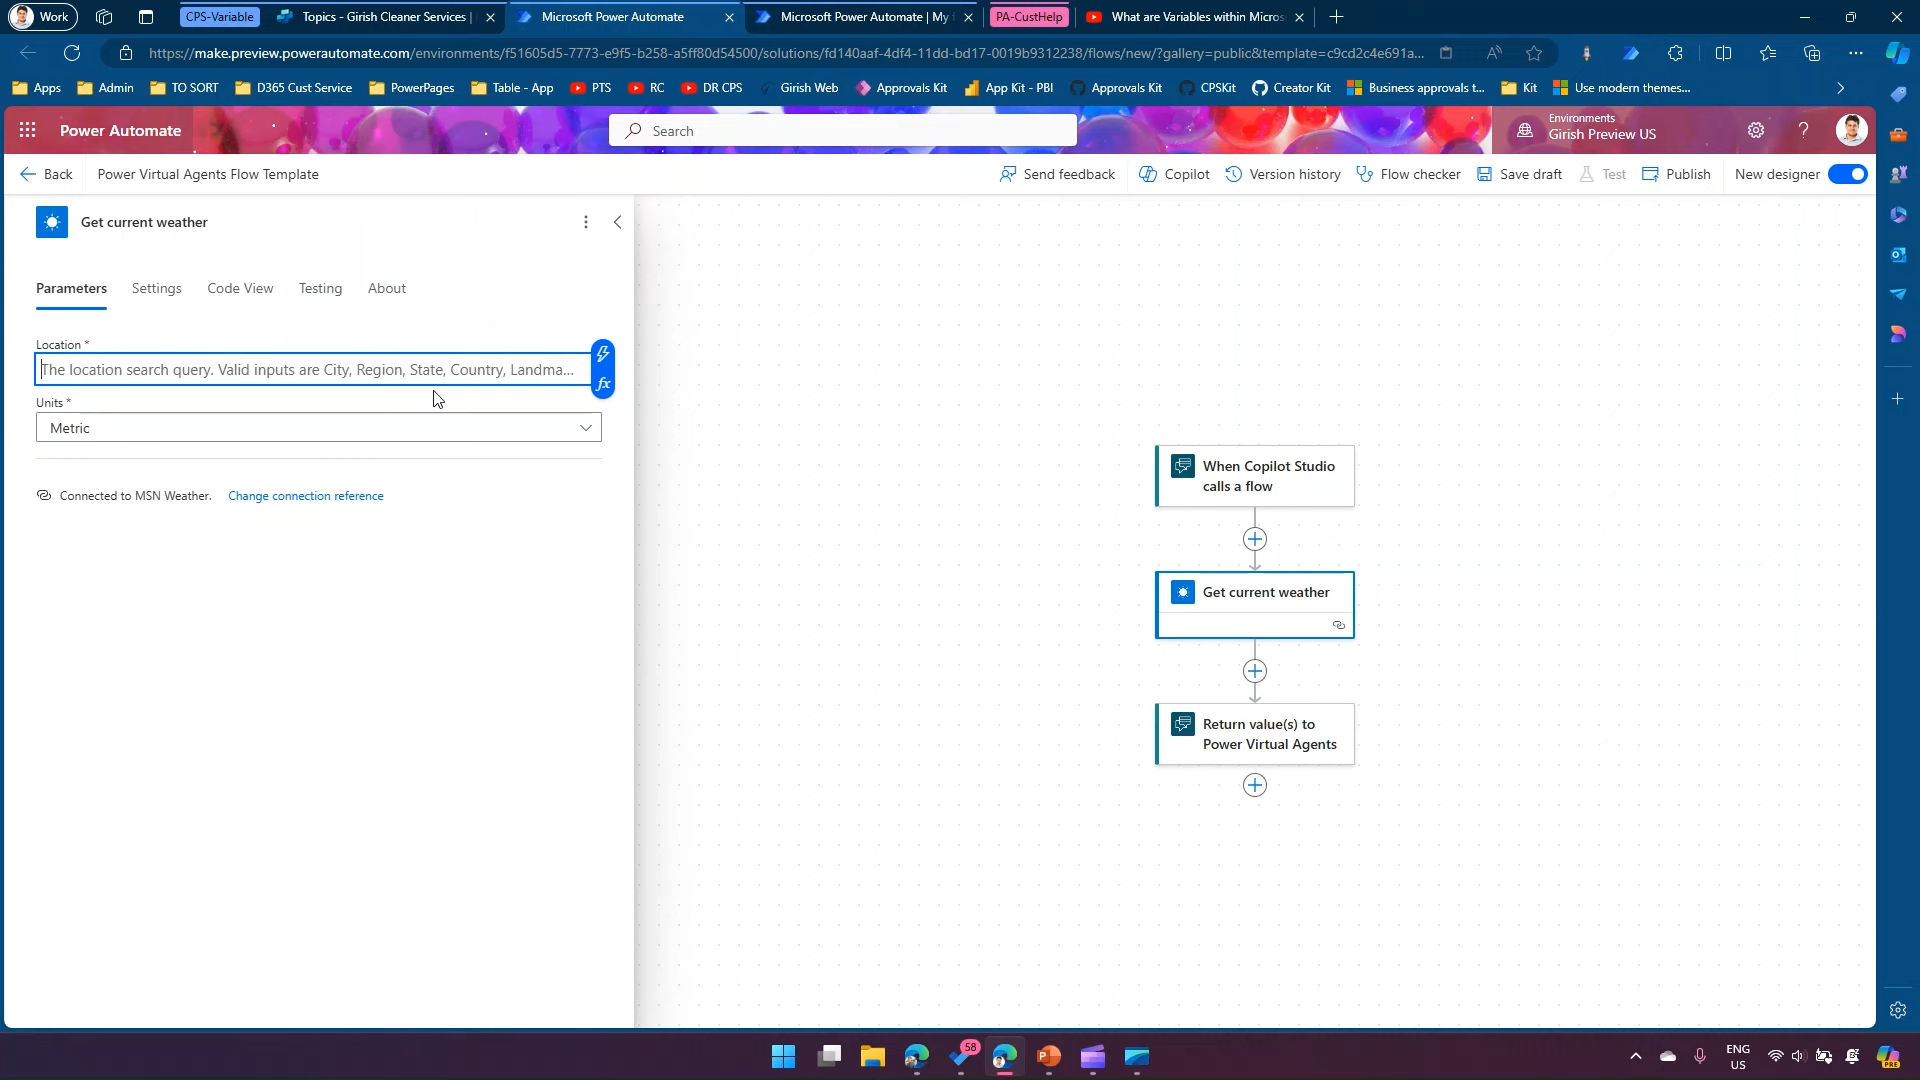 Work
CPS-Variable
Topics - Girish Cleaner Services |
Microsoft Power Automate
Microsoft Power Automate | My f
PA-CustHelp
What are Variables within Micros
https://make.preview.powerautomate.com/environments/f51605d5-7773-e9f5-b258-a5ff80d54500/solutions/fd140aaf-4df4-11dd-bd17-0019b9312238/flows/new/?gallery=public&template=c9cd2c4e691a...
Apps
Admin
TO SORT
D365 Cust Service
PowerPages
Table - App
PTS
RC
DR CPS
Girish Web
Approvals Kit
App Kit - PBI
Approvals Kit
CPSKit
Creator Kit
Business approvals t...
Kit
Use modern themes...
Power Automate
Search
Environments
Girish Preview US
Back
Power Virtual Agents Flow Template
Send feedback
Copilot
Version history
Flow checker
Save draft
Test
Publish
New designer
Get current weather
Parameters
Settings
Code View
Testing
About
Location *
The location search query. Valid inputs are City, Region, State, Country, Landma...
fx
Units *
Metric
Connected to MSN Weather.
Change connection reference
When Copilot Studio
calls a flow
Get current weather
Return value(s) to
Power Virtual Agents
58
ENG
US
PRE